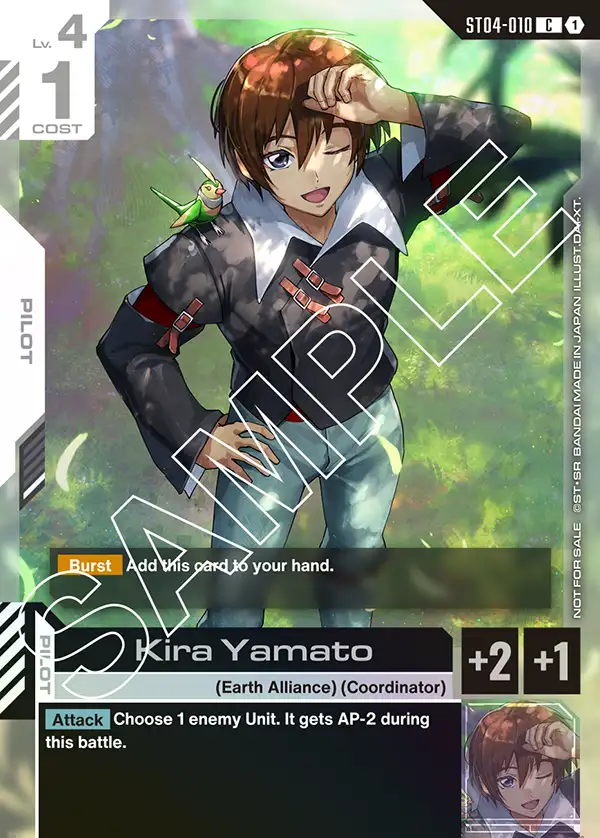 ST04-010 C 1
Lv. 4
1
COST
PILOT
NOT FOR SALE ©ST・SR BANDAI MADE IN JAPAN ILLUST.DAI-XT.
SAMPLE
Burst Add this card to your hand.
PILOT
Kira Yamato
+2 +1
(Earth Alliance) (Coordinator)
Attack Choose 1 enemy Unit. It gets AP-2 during
this battle.